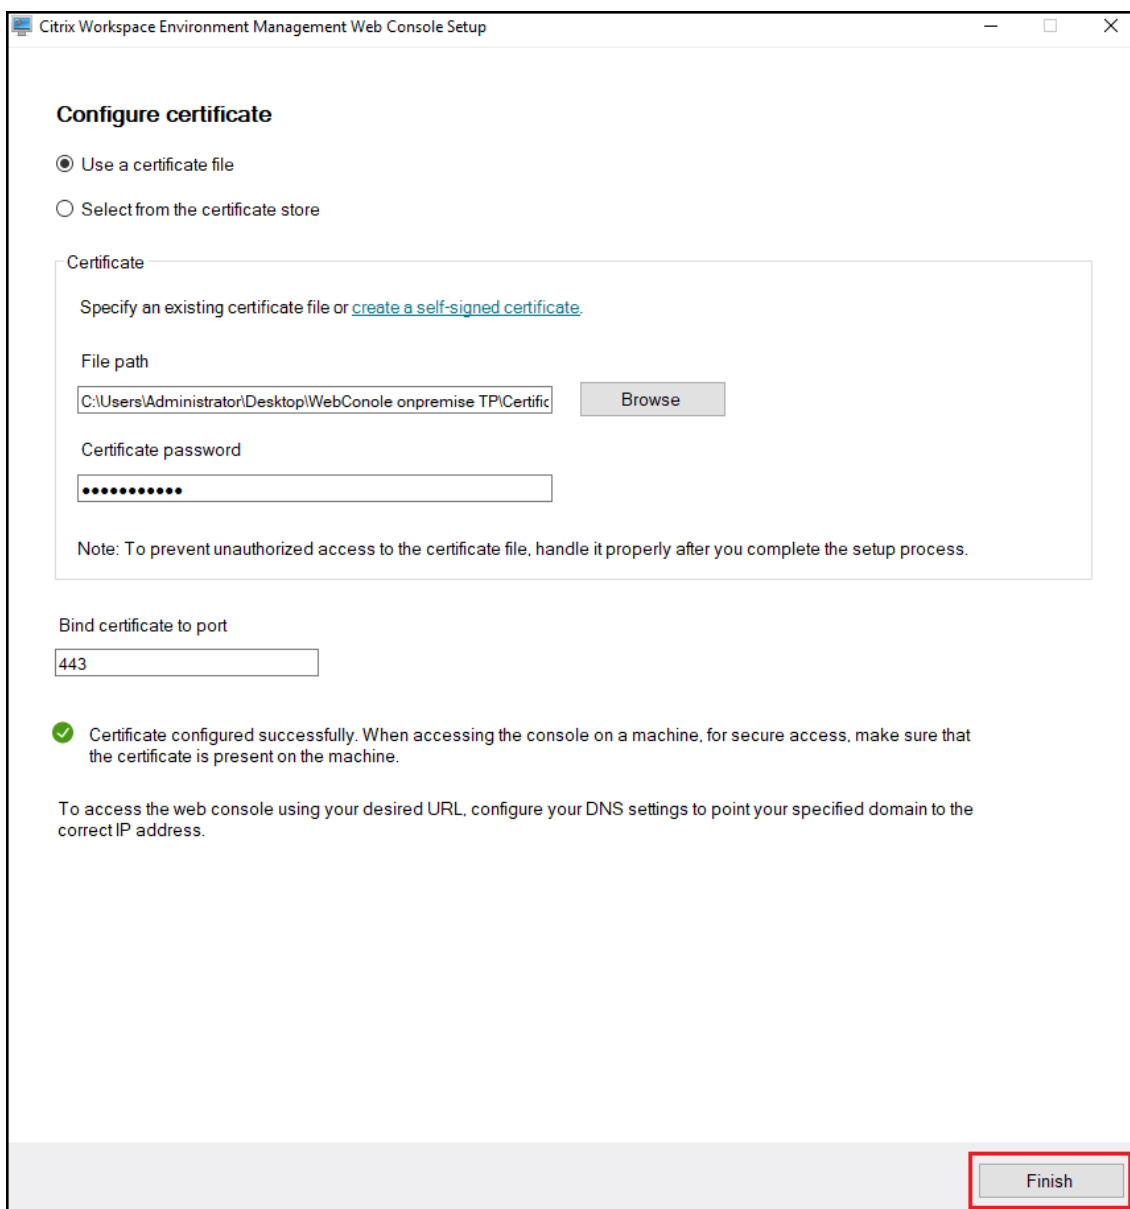 Citrix Workspace Environment Management Web Console Setup
Configure certificate
Use a certificate file
Select from the certificate store
Certificate
Specify an existing certificate file or create a self-signed certificate.
File path
C:\Users\Administrator\Desktop\WebConole onpremise TP\Certific
Browse
Certificate password
Note: To prevent unauthorized access to the certificate file, handle it properly after you complete the setup process.
Bind certificate to port
443
Certificate configured successfully. When accessing the console on a machine, for secure access, make sure that
the certificate is present on the machine.
To access the web console using your desired URL, configure your DNS settings to point your specified domain to the
correct IP address.
Finish